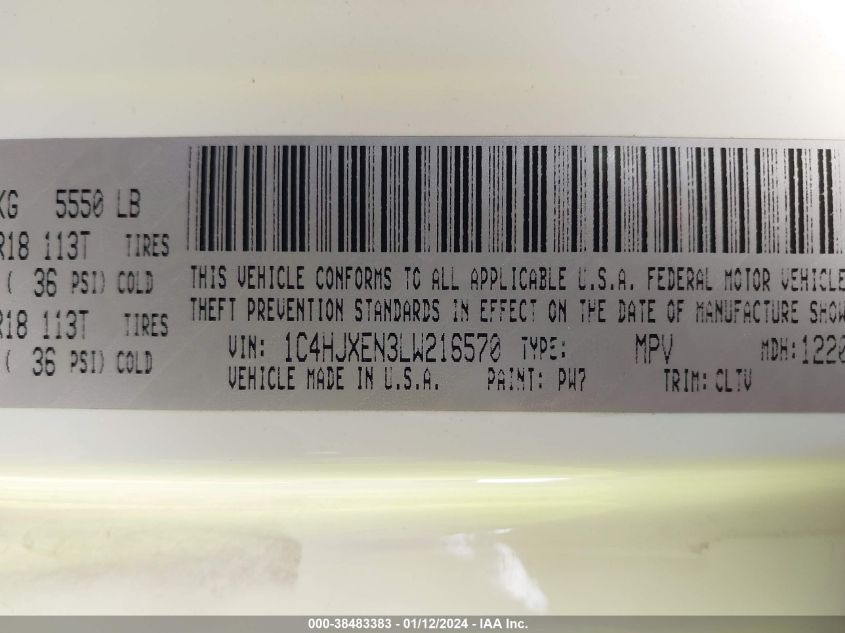 KG 5550 LB
R18 113T TIRES
( 36 PSI) COLD
R18 113T TIRES
( 36 PSI) COLD
THIS VEHICLE CONFORMS TO ALL APPLICABLE U.S.A. FEDERAL MOTOR VEHICLE
THEFT PREVENTION STANDARDS IN EFFECT ON THE DATE OF MANUFACTURE SHOW
VIN: 1C4HJXEN3LW216570 TYPE: MPV MDH:1220
VEHICLE MADE IN U.S.A. PAINT: PW7 TRIM: CLTV
000-38483383 - 01/12/2024 - IAA Inc.